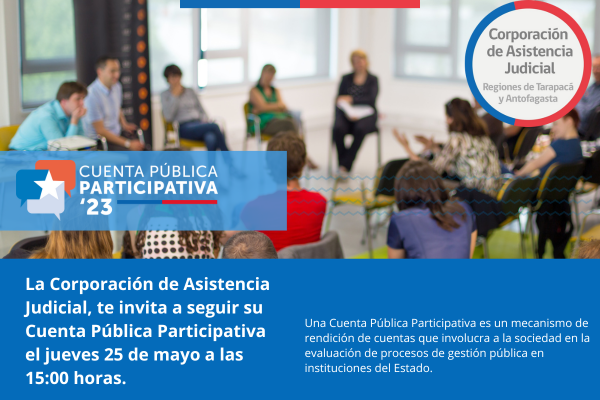 Corporación
de Asistencia
Judicial
Regiones de Tarapacá
y Antofagasta
CUENTA PÚBLICA
PARTICIPATIVA
'23
La Corporación de Asistencia
Judicial, te invita a seguir su
Cuenta Pública Participativa
el jueves 25 de mayo a las
15:00 horas.
Una Cuenta Pública Participativa es un mecanismo de
rendición de cuentas que involucra a la sociedad en la
evaluación de procesos de gestión pública en
instituciones del Estado.